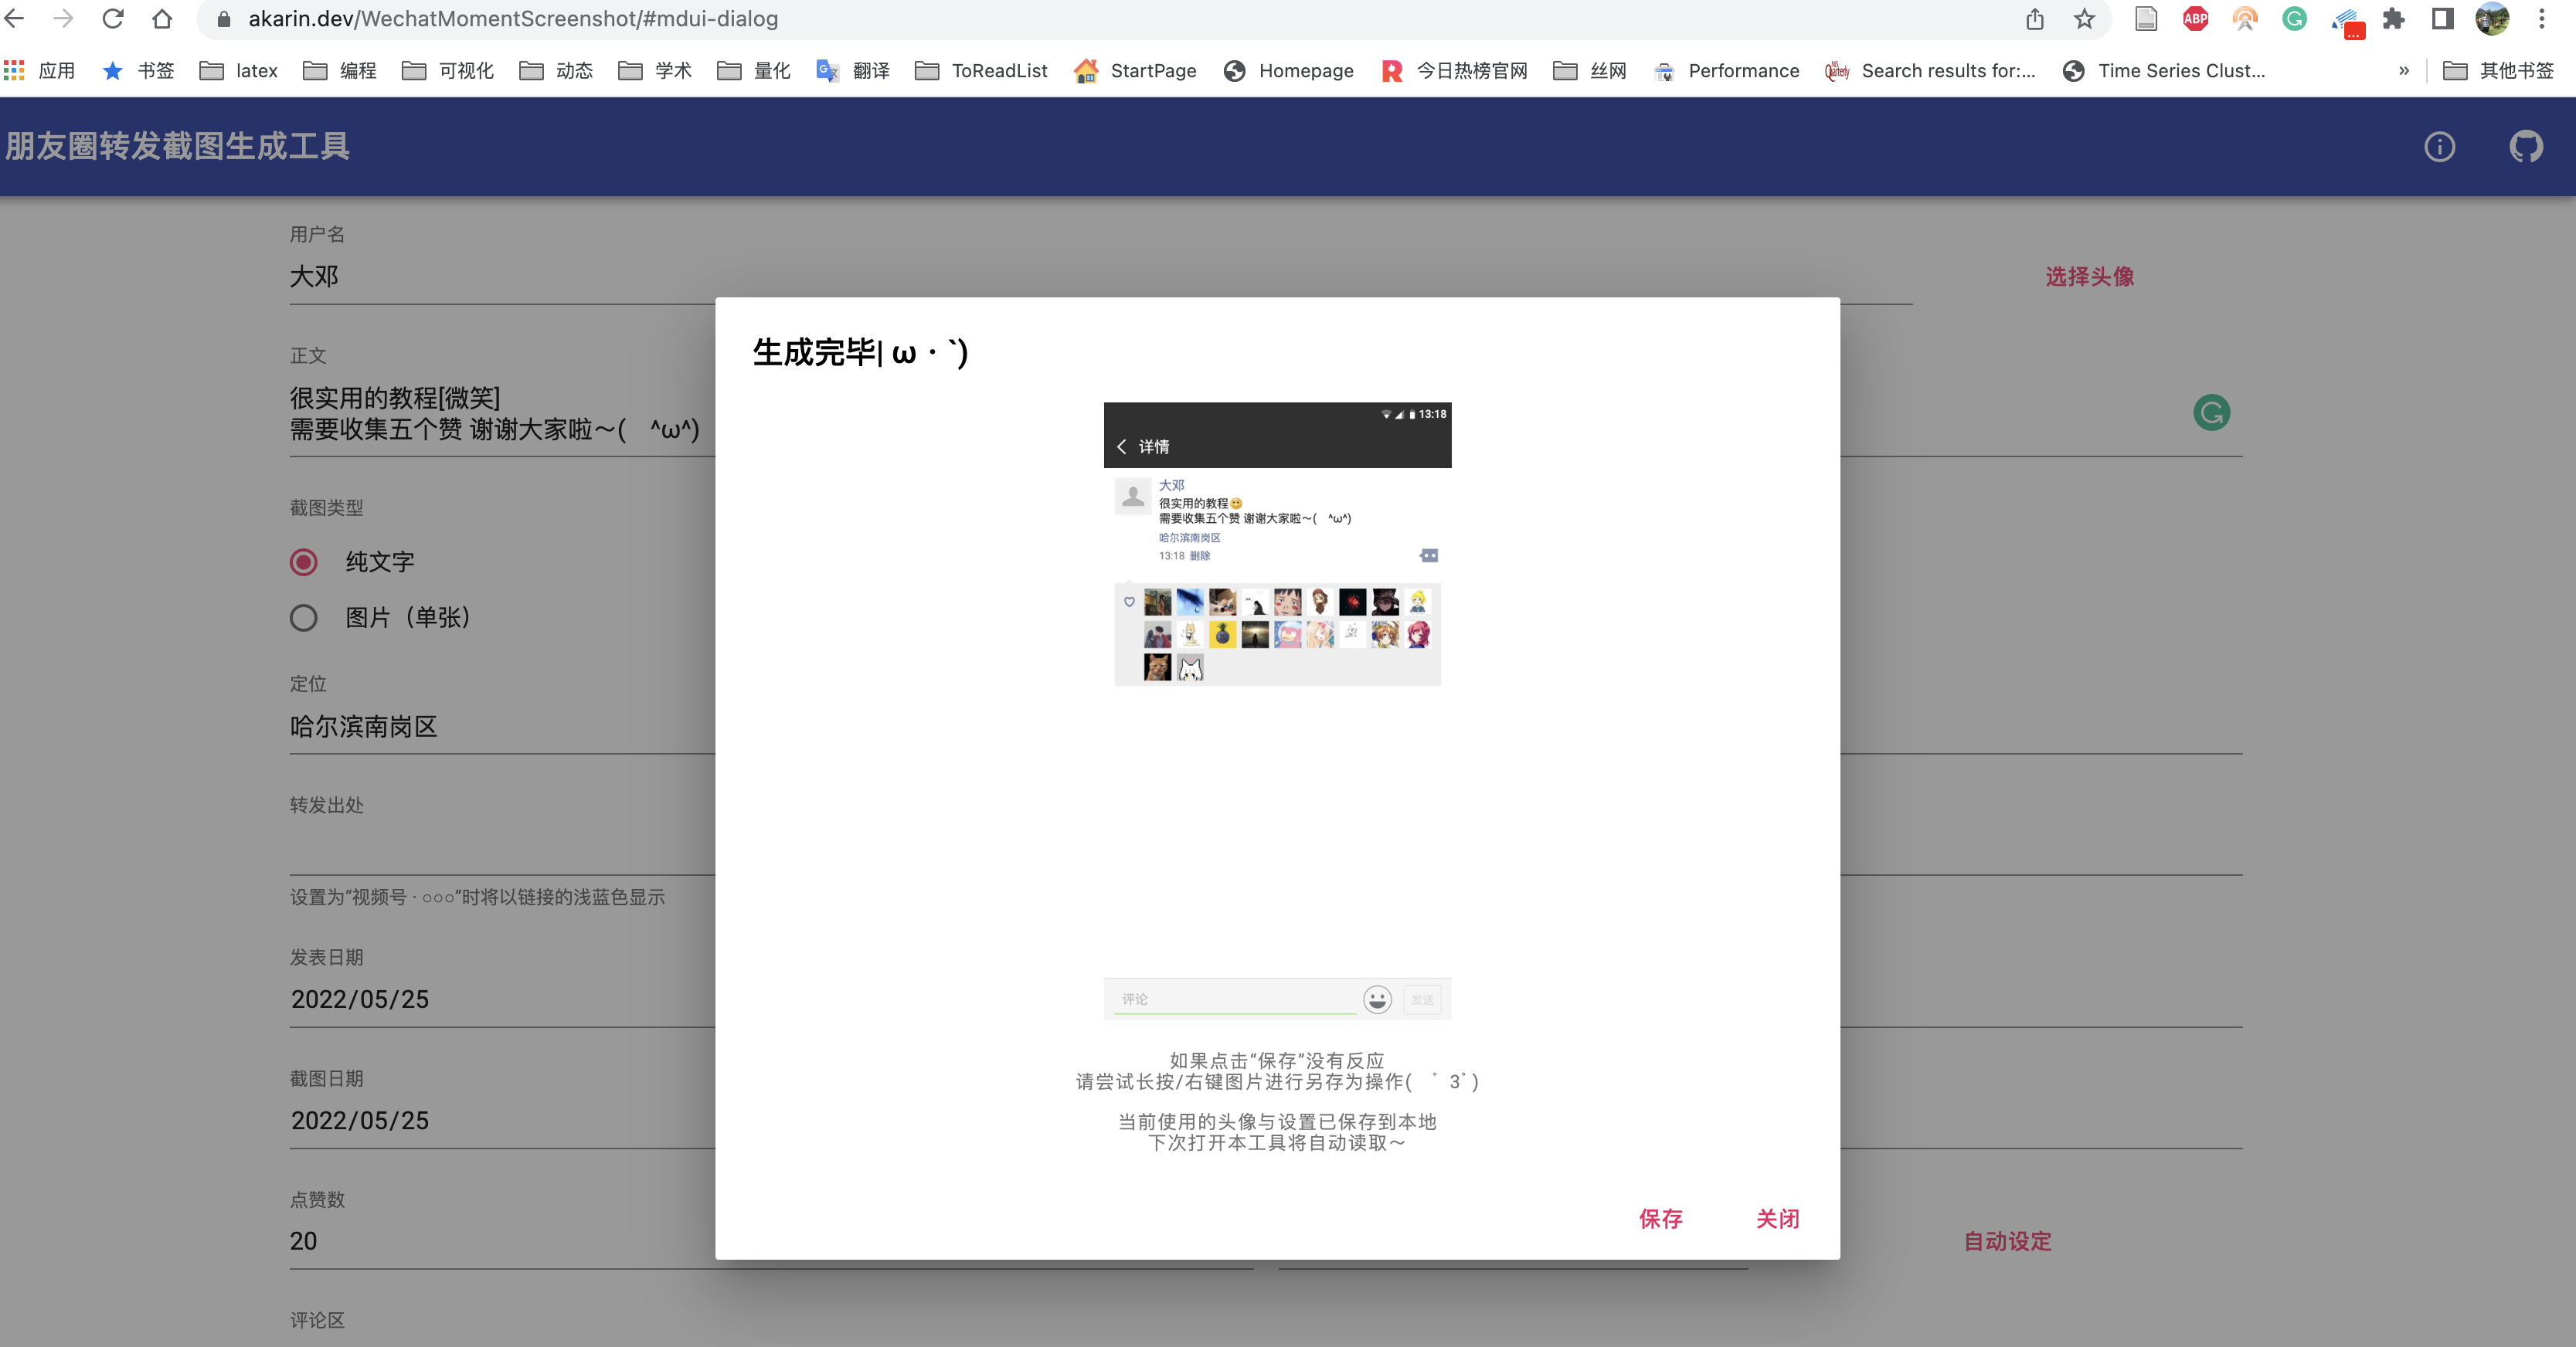 akarin.dev/WechatMomentScreenshot/#mdui-dialog
ABP
...
应用 书签 latex 编程 可视化 动态 学术 量化 翻译 ToReadList StartPage Homepage 今日热榜官网 丝网 Performance Search results for:... Time Series Clust... » 其他书签
朋友圈转发截图生成工具
用户名
大邓
选择头像
正文
很实用的教程[微笑]
需要收集五个赞 谢谢大家啦～( ^ω^)
截图类型
纯文字
图片（单张）
定位
哈尔滨南岗区
转发出处
设置为“视频号 · ○○○”时将以链接的浅蓝色显示
发表日期
2022/05/25
截图日期
2022/05/25
点赞数
20
自动设定
评论区
生成完毕| ω・`)
13:18
详情
大邓
很实用的教程😊
需要收集五个赞 谢谢大家啦～( ^ω^)
哈尔滨南岗区
13:18 删除
评论
发送
如果点击“保存”没有反应
请尝试长按/右键图片进行另存为操作( ゜ 3゜)
当前使用的头像与设置已保存到本地
下次打开本工具将自动读取～
保存
关闭